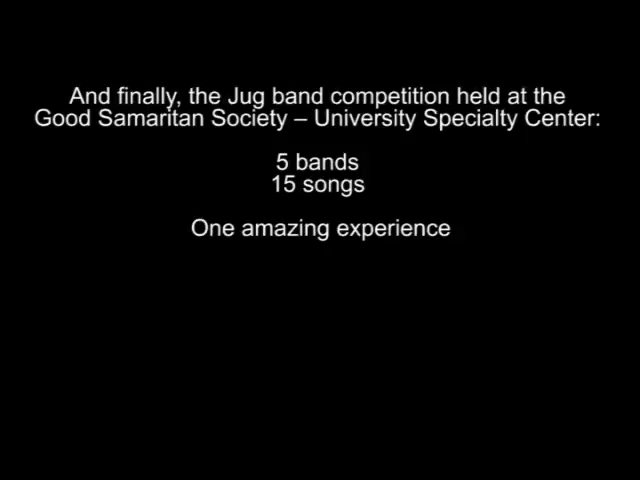 And finally, the Jug band competition held at the
Good Samaritan Society – University Specialty Center:
5 bands
15 songs
One amazing experience